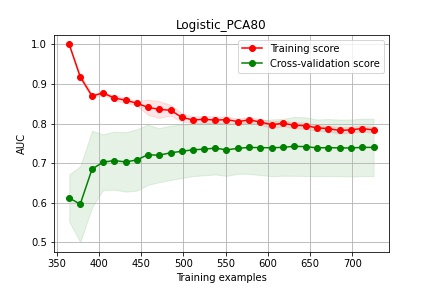 Logistic_PCA80
Training score
Cross-validation score
AUC
1.0
0.9
0.8
0.7
0.6
0.5
350 400 450 500 550 600 650 700
Training examples